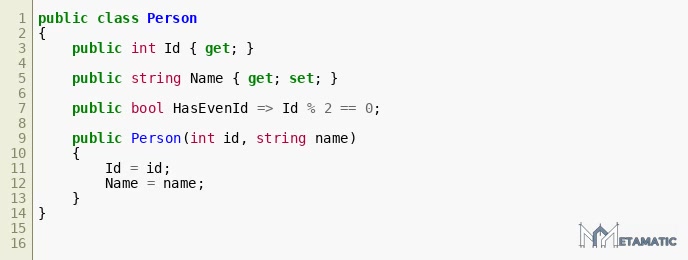 1 public class Person
2 {
3     public int Id { get; }
4
5     public string Name { get; set; }
6
7     public bool HasEvenId => Id % 2 == 0;
8
9     public Person(int id, string name)
10     {
11         Id = id;
12         Name = name;
13     }
14 }
15
16
METAMATIC